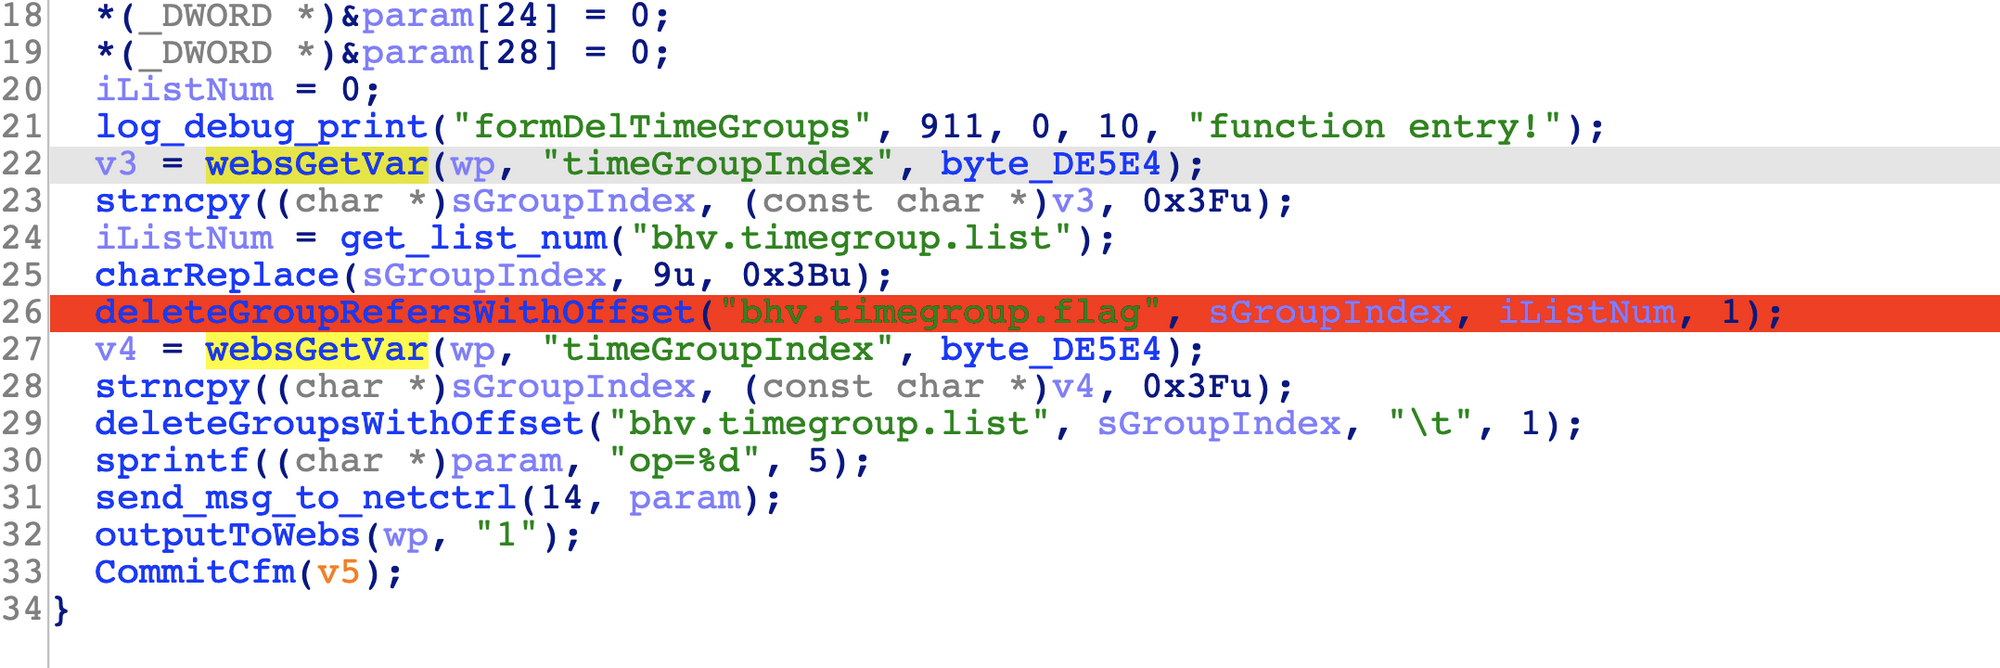 18 *(_DWORD *)&param[24] = 0;
19 *(_DWORD *)&param[28] = 0;
20 iListNum = 0;
21 log_debug_print("formDelTimeGroups", 911, 0, 10, "function entry!");
22 v3 = websGetVar(wp, "timeGroupIndex", byte_DE5E4);
23 strncpy((char *)sGroupIndex, (const char *)v3, 0x3Fu);
24 iListNum = get_list_num("bhv.timegroup.list");
25 charReplace(sGroupIndex, 9u, 0x3Bu);
26 deleteGroupRefersWithOffset("bhv.timegroup.flag", sGroupIndex, iListNum, 1);
27 v4 = websGetVar(wp, "timeGroupIndex", byte_DE5E4);
28 strncpy((char *)sGroupIndex, (const char *)v4, 0x3Fu);
29 deleteGroupsWithOffset("bhv.timegroup.list", sGroupIndex, "\t", 1);
30 sprintf((char *)param, "op=%d", 5);
31 send_msg_to_netctrl(14, param);
32 outputToWebs(wp, "1");
33 CommitCfm(v5);
34 }